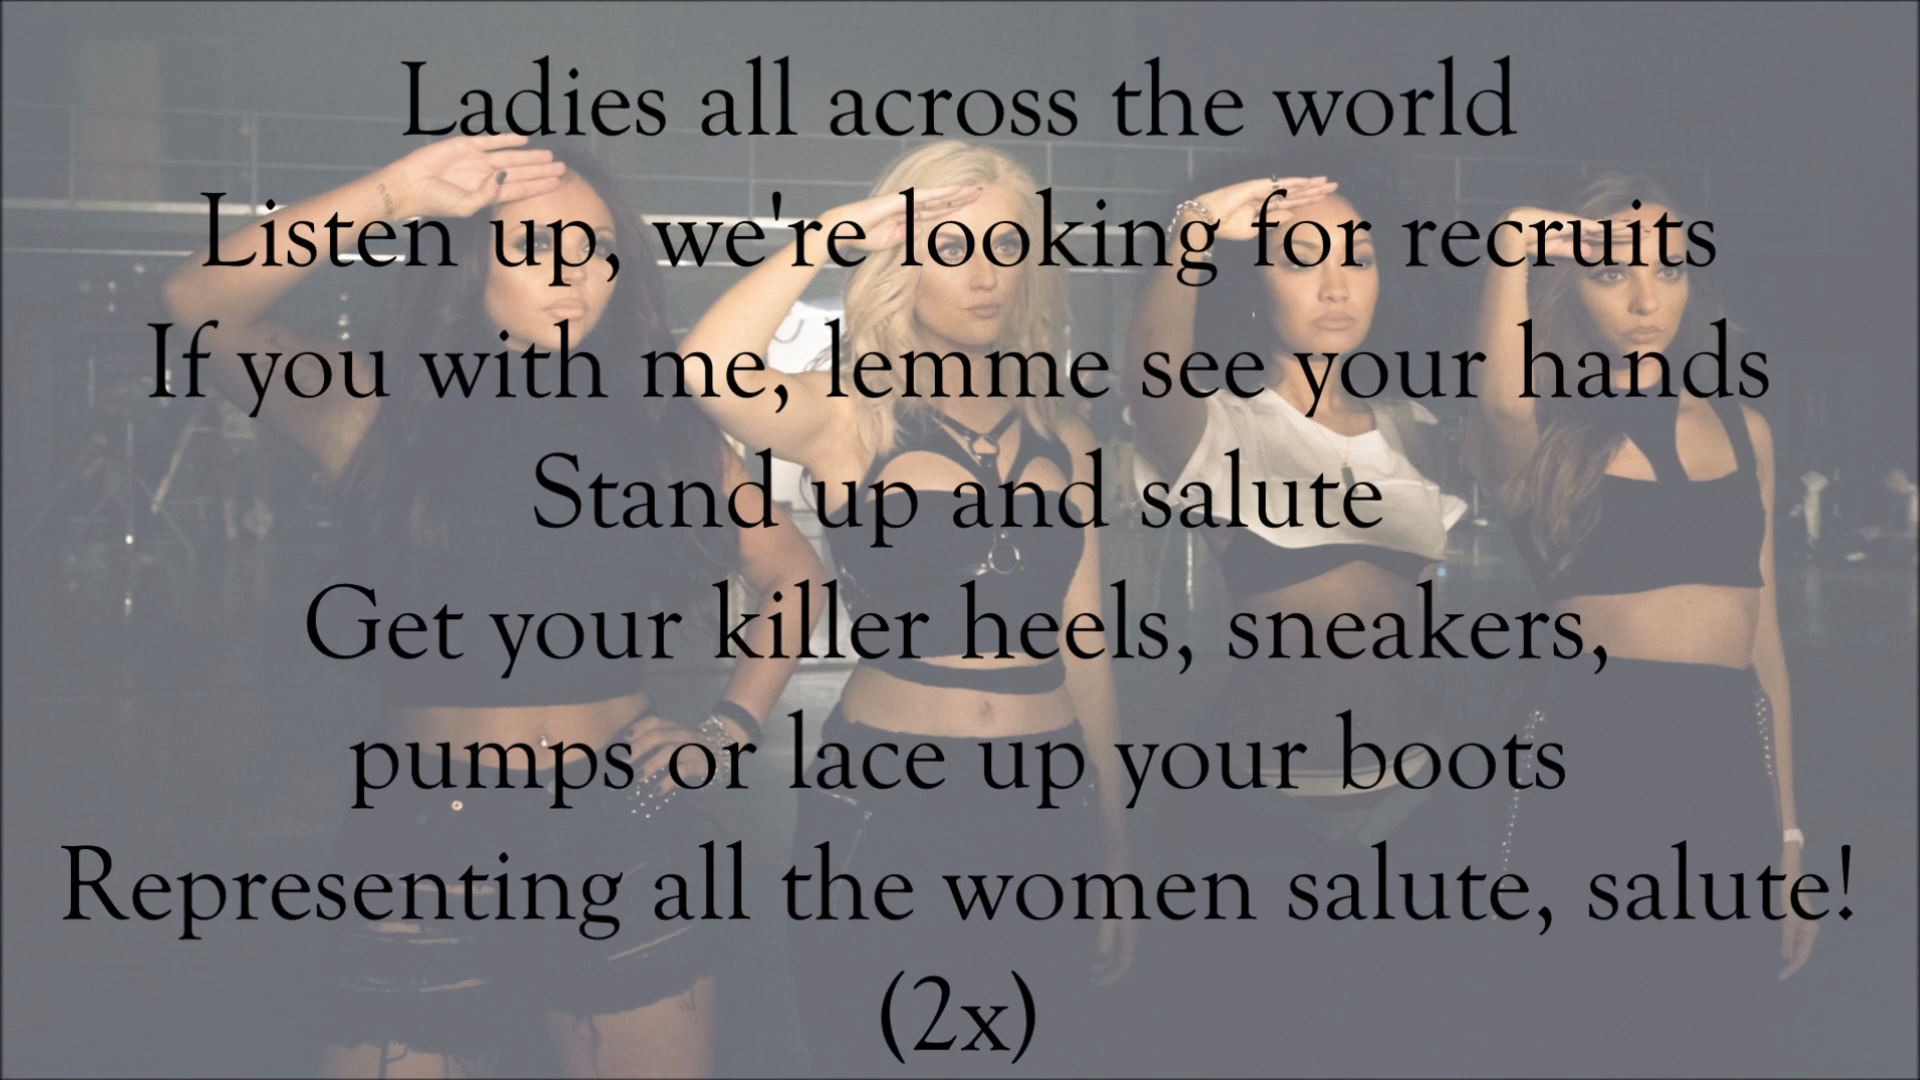 Ladies all across the world
Listen up, we're looking for recruits
If you with me, lemme see your hands
Stand up and salute
Get your killer heels, sneakers,
pumps or lace up your boots
Representing all the women salute, salute!
(2x)